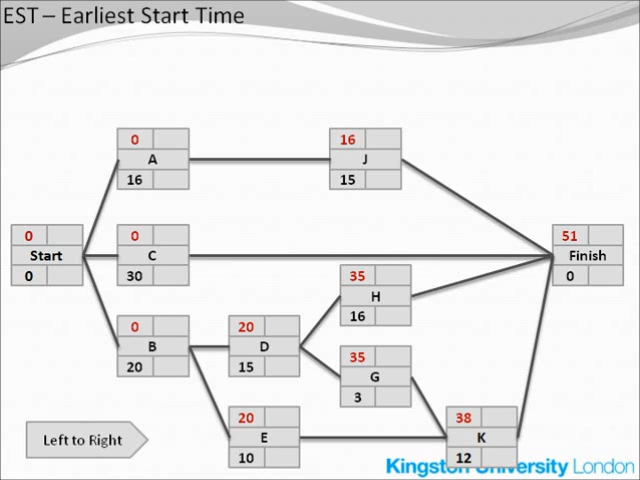 EST – Earliest Start Time
0
A
16
16
J
15
0
Start
0
0
C
30
51
Finish
0
35
H
16
0
B
20
20
D
15
35
G
3
20
E
10
38
K
12
Left to Right
Kingston University London